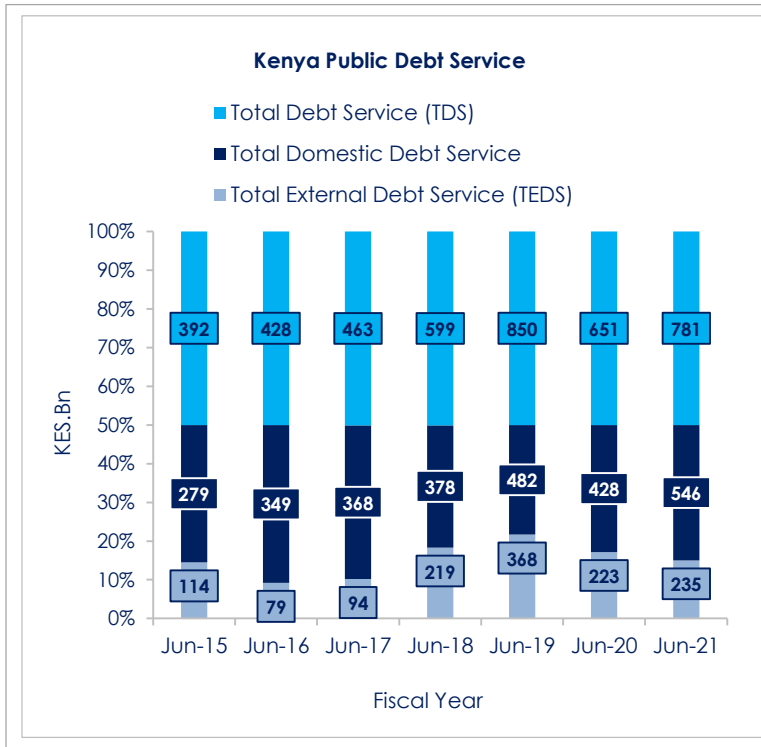 Kenya Public Debt Service
Total Debt Service (TDS)
Total Domestic Debt Service
Total External Debt Service (TEDS)
100%
90%
80%
70%
60%
50%
40%
30%
20%
10%
0%
KES.Bn
392 428 463 599 850 651 781
279 349 368 378 482 428 546
114 79 94 219 368 223 235
Jun-15 Jun-16 Jun-17 Jun-18 Jun-19 Jun-20 Jun-21
Fiscal Year